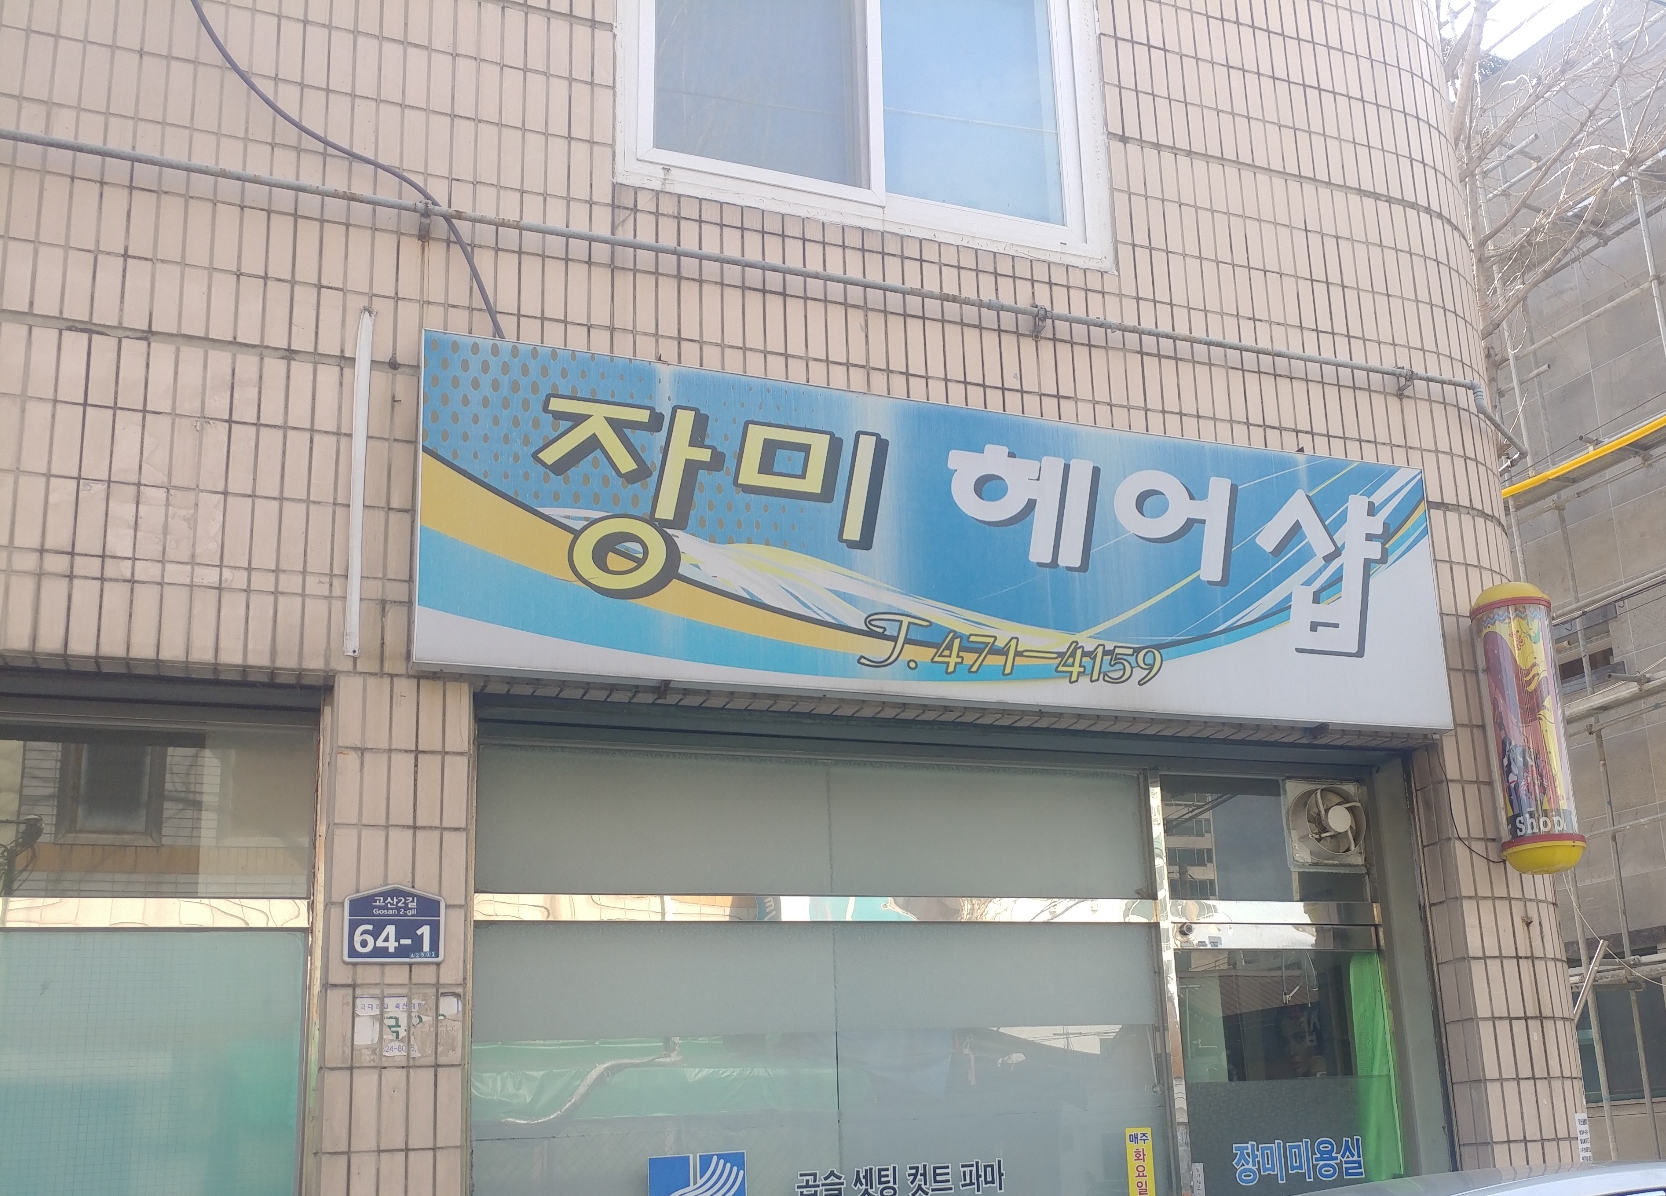 장미 헤어샵
T. 471-4159
Shop
고산2길
Gosan 2-gil
64-1
곱슬 셋팅 컷트 파마
매주
화
요
일
장미미용실